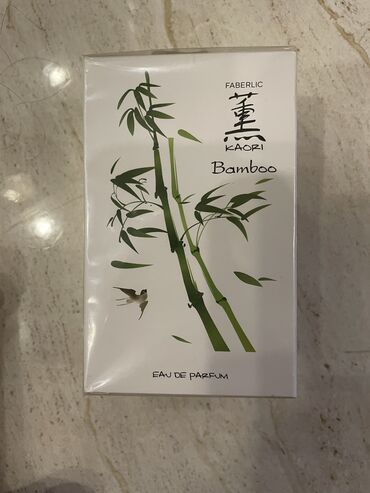 FABERLIC
薫
KAORI
Bamboo
EAU DE PARFUM